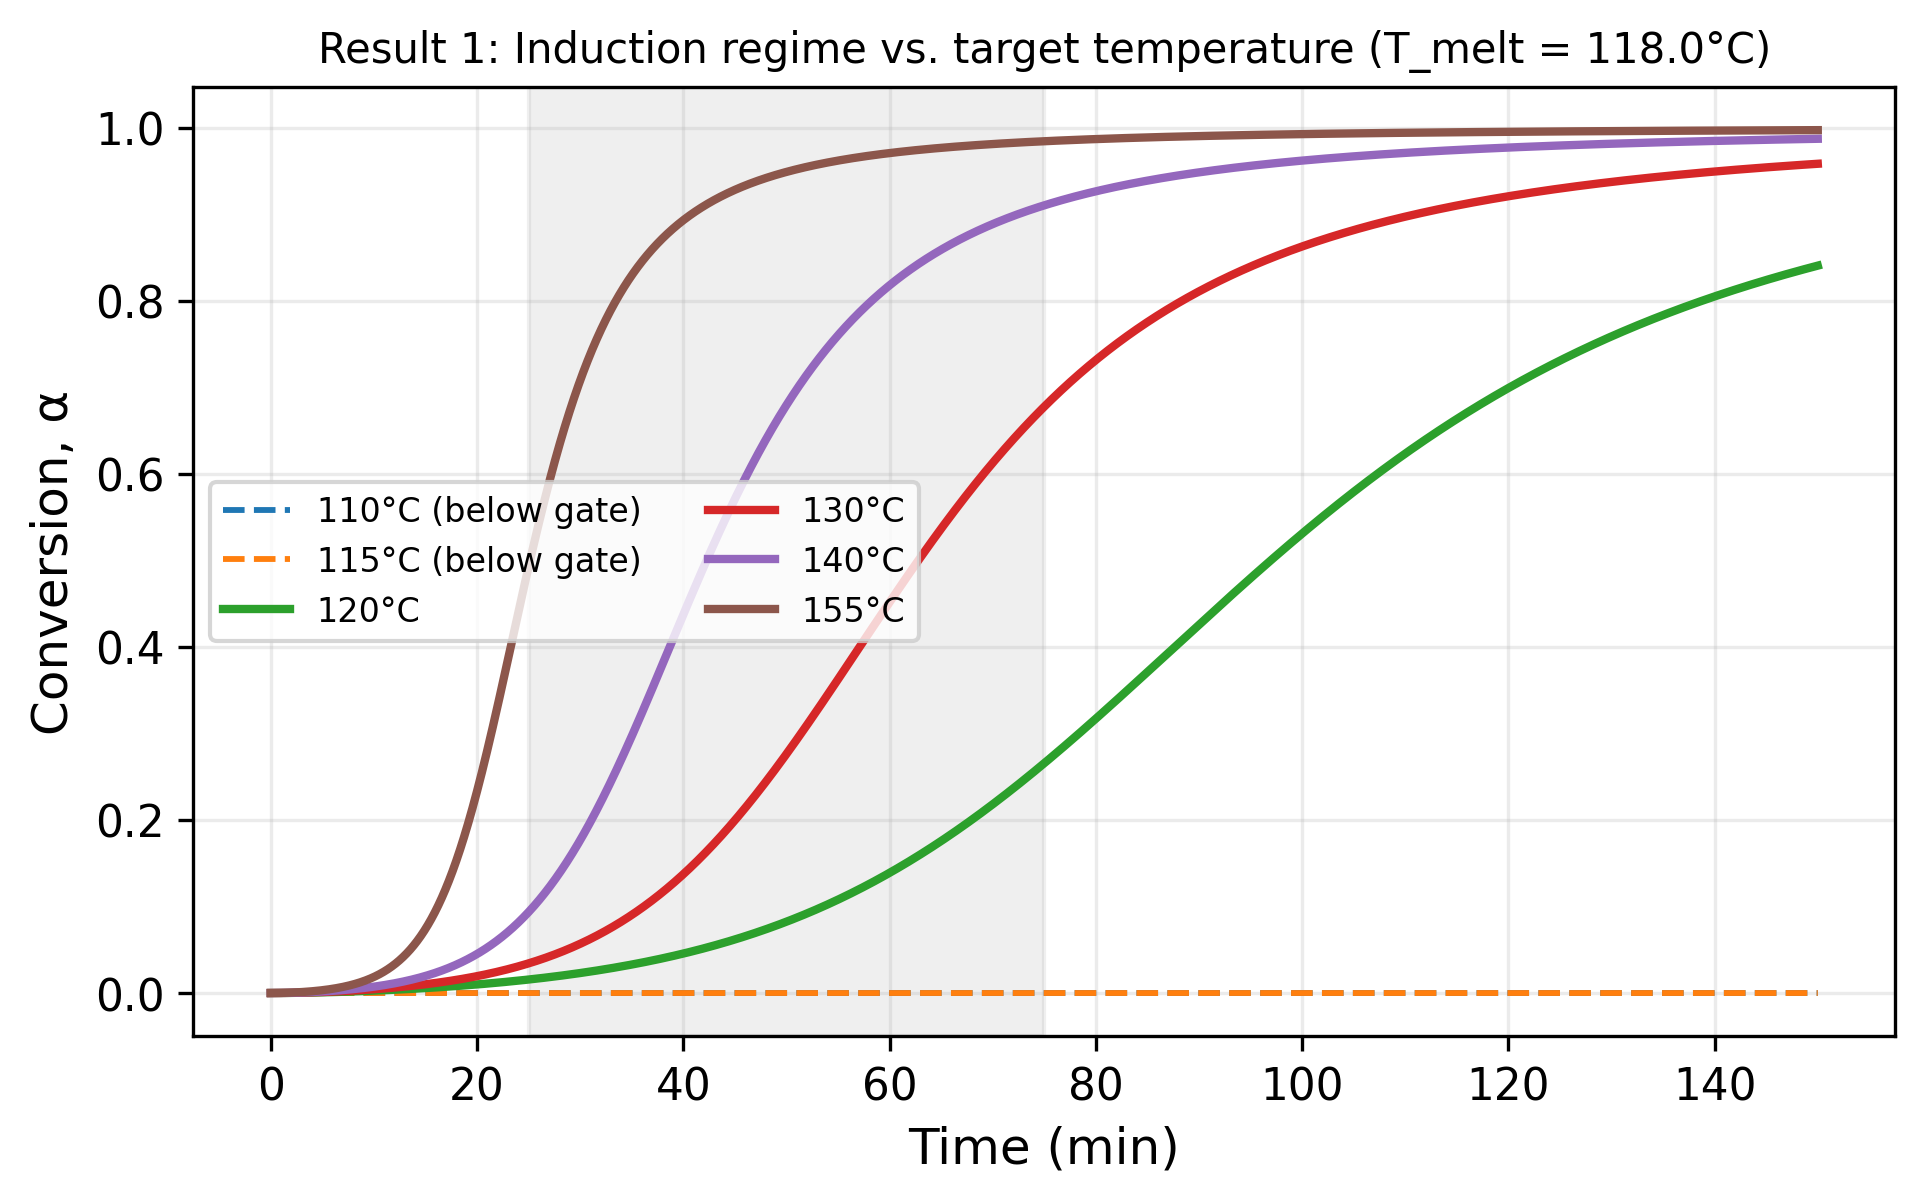 Result 1: Induction regime vs. target temperature (T_melt = 118.0°C)
1.0
0.8
0.6
0.4
0.2
0.0
Conversion, α
110°C (below gate)
115°C (below gate)
120°C
130°C
140°C
155°C
0 20 40 60 80 100 120 140
Time (min)